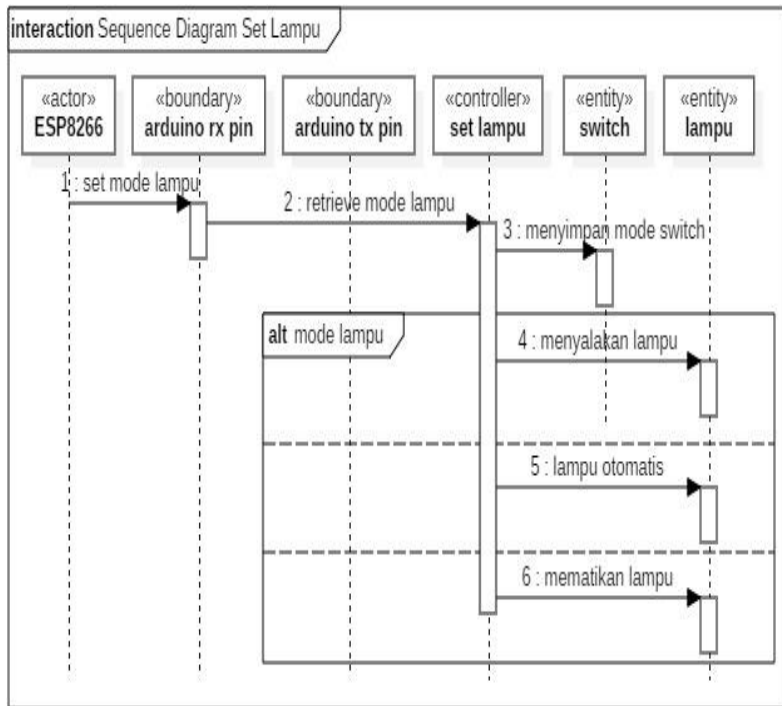 interaction Sequence Diagram Set Lampu
«actor» ESP8266
«boundary» arduino rx pin
«boundary» arduino tx pin
«controller» set lampu
«entity» switch
«entity» lampu
1 : set mode lampu
2 : retrieve mode lampu
3 : menyimpan mode switch
alt mode lampu
4 : menyalakan lampu
5 : lampu otomatis
6 : mematikan lampu